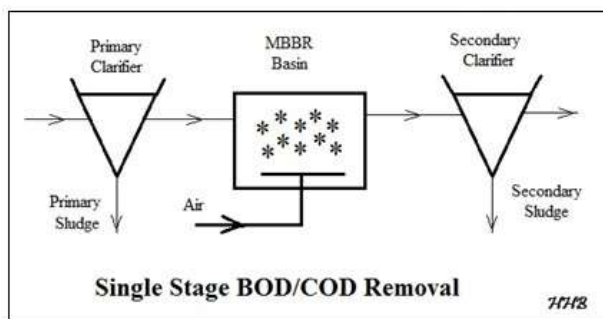 Primary
Clarifier
MBBR
Basin
Secondary
Clarifier
Primary
Sludge
Air
Secondary
Sludge
Single Stage BOD/COD Removal
HHB